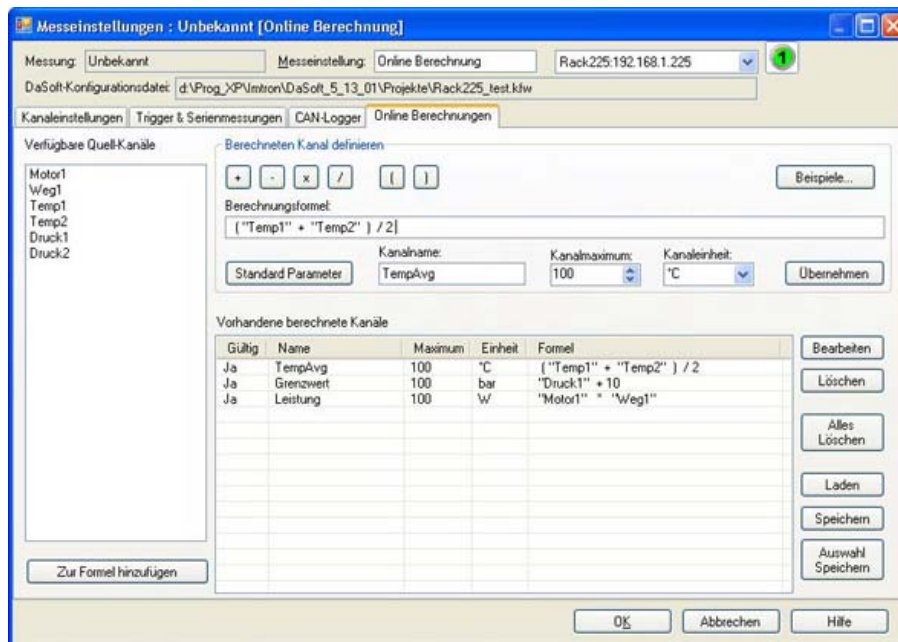 Messeinstellungen : Unbekannt [Online Berechnung]
Messung: Unbekannt Messeinstellung: Online Berechnung Rack225:192.168.1.225 1
DaSoft-Konfigurationsdatei: d:\Prog_XP\Imtron\DaSoft_5_13_01\Projekte\Rack225_test.kfw
Kanaleinstellungen Trigger & Serienmessungen CAN-Logger Online Berechnungen
Verfügbare Quell-Kanäle
Motor1
Weg1
Temp1
Temp2
Druck1
Druck2
Zur Formel hinzufügen
Berechneten Kanal definieren
+ - x / ( ) Beispiele...
Berechnungsformel:
( "Temp1" + "Temp2" ) / 2
Kanalname: Kanalmaximum: Kanaleinheit:
Standard Parameter TempAvg 100 °C Übernehmen
Vorhandene berechnete Kanäle
Gültig Name Maximum Einheit Formel
Ja TempAvg 100 °C ( "Temp1" + "Temp2" ) / 2
Ja Grenzwert 100 bar "Druck1" + 10
Ja Leistung 100 W "Motor1" * "Weg1"
Bearbeiten
Löschen
Alles
Löschen
Laden
Speichern
Auswahl
Speichern
OK Abbrechen Hilfe